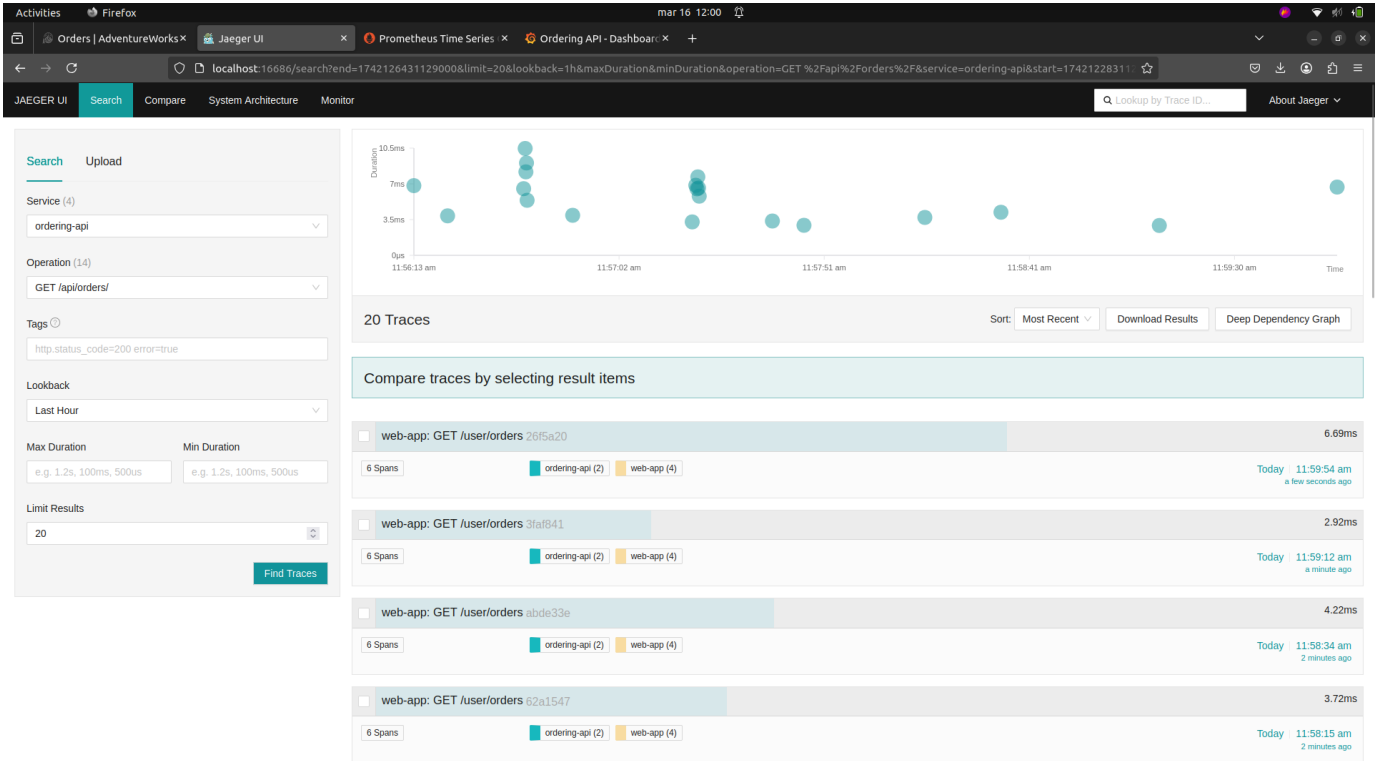 Activities Firefox mar 16 12:00
Orders | AdventureWorks × Jaeger UI × Prometheus Time Series × Ordering API - Dashboard × +
localhost:16686/search?end=1742126431129000&limit=20&lookback=1h&maxDuration&minDuration&operation=GET %2Fapi%2Forders%2F&service=ordering-api&start=17421228311
JAEGER UI Search Compare System Architecture Monitor Lookup by Trace ID... About Jaeger
Search Upload
Service (4)
ordering-api
Operation (14)
GET /api/orders/
Tags
http.status_code=200 error=true
Lookback
Last Hour
Max Duration Min Duration
e.g. 1.2s, 100ms, 500us e.g. 1.2s, 100ms, 500us
Limit Results
20
Find Traces
Duration
10.5ms
7ms
3.5ms
0μs
11:56:13 am 11:57:02 am 11:57:51 am 11:58:41 am 11:59:30 am Time
20 Traces Sort: Most Recent Download Results Deep Dependency Graph
Compare traces by selecting result items
web-app: GET /user/orders 26f5a20 6.69ms
6 Spans ordering-api (2) web-app (4) Today 11:59:54 am
a few seconds ago
web-app: GET /user/orders 3faf841 2.92ms
6 Spans ordering-api (2) web-app (4) Today 11:59:12 am
a minute ago
web-app: GET /user/orders abde33e 4.22ms
6 Spans ordering-api (2) web-app (4) Today 11:58:34 am
2 minutes ago
web-app: GET /user/orders 62a1547 3.72ms
6 Spans ordering-api (2) web-app (4) Today 11:58:15 am
2 minutes ago